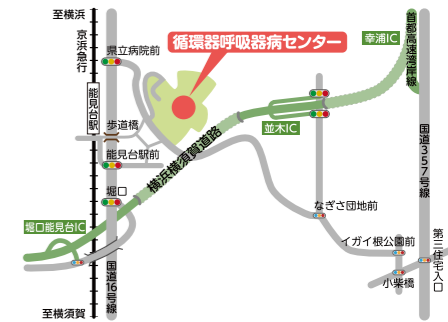 至横浜
京浜急行
県立病院前
循環器呼吸器病センター
幸浦IC
首都高速湾岸線
能見台駅
歩道橋
能見台駅前
並木IC
国道357号線
横浜横須賀道路
堀口
なぎさ団地前
堀口能見台IC
イガイ根公園前
第三住宅入口
小柴橋
国道16号線
至横須賀